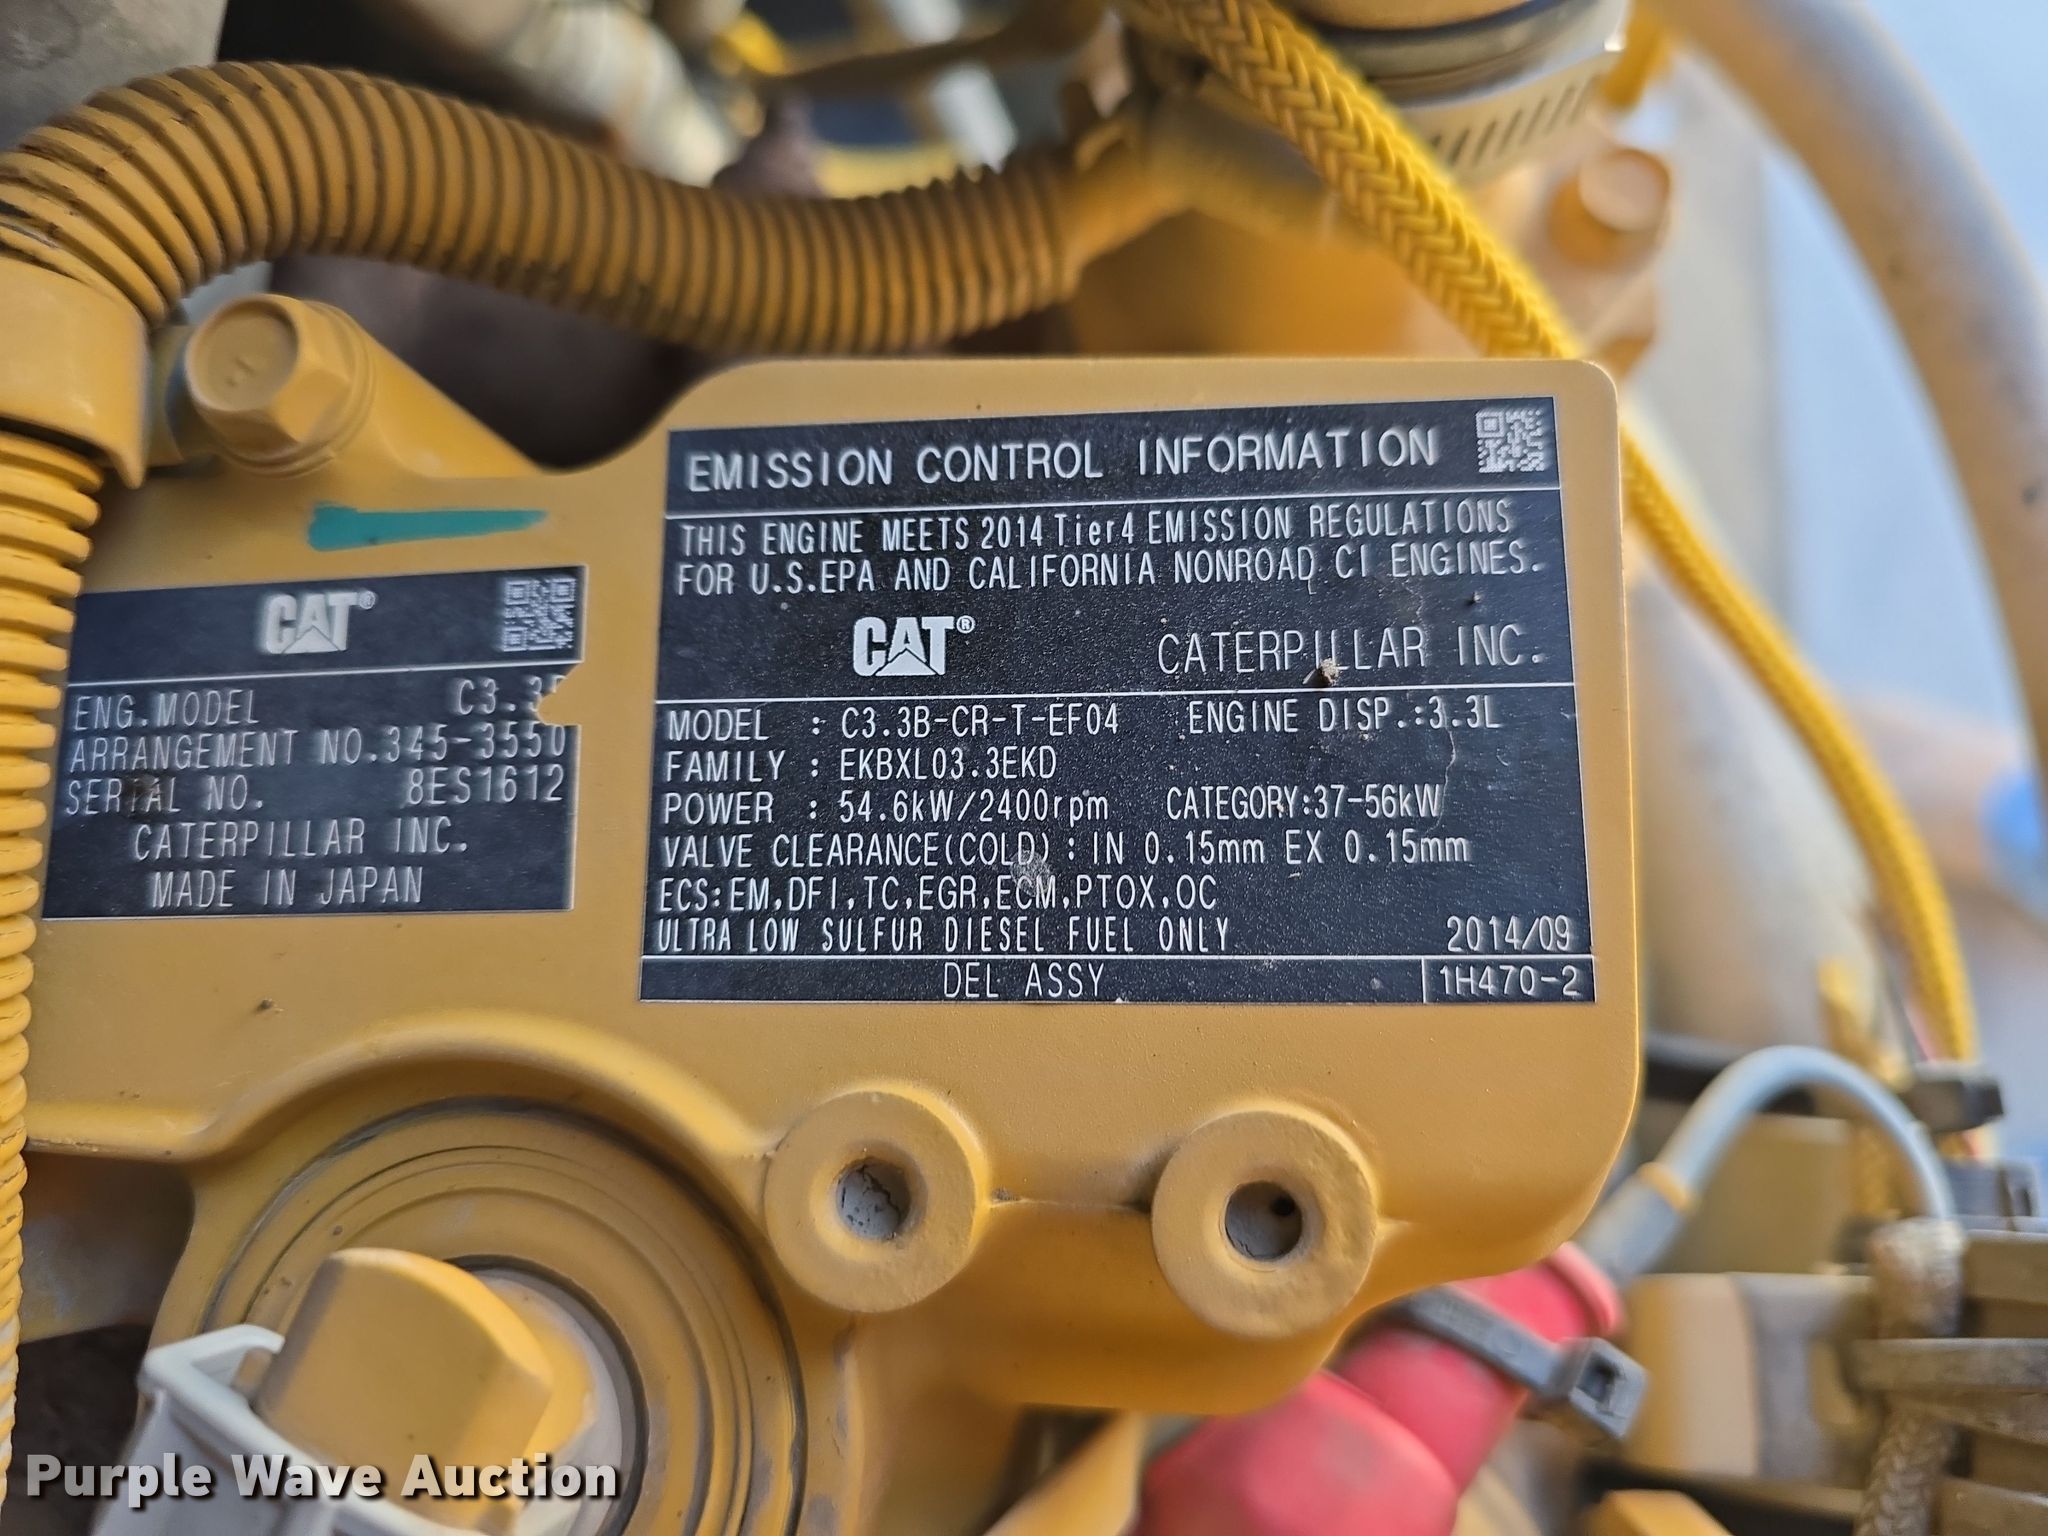 CAT®
ENG.MODEL C3.3
ARRANGEMENT NO.345-3550
SERIAL NO. 8ES1612
CATERPILLAR INC.
MADE IN JAPAN
EMISSION CONTROL INFORMATION
THIS ENGINE MEETS 2014 Tier4 EMISSION REGULATIONS
FOR U.S.EPA AND CALIFORNIA NONROAD CI ENGINES.
CAT® CATERPILLAR INC.
MODEL : C3.3B-CR-T-EF04 ENGINE DISP.:3.3L
FAMILY : EKBXL03.3EKD
POWER : 54.6kW/2400rpm CATEGORY:37-56kW
VALVE CLEARANCE(COLD) : IN 0.15mm EX 0.15mm
ECS:EM,DFI,TC,EGR,ECM,PTOX,OC
ULTRA LOW SULFUR DIESEL FUEL ONLY 2014/09
DEL ASSY 1H470-2
Purple Wave Auction